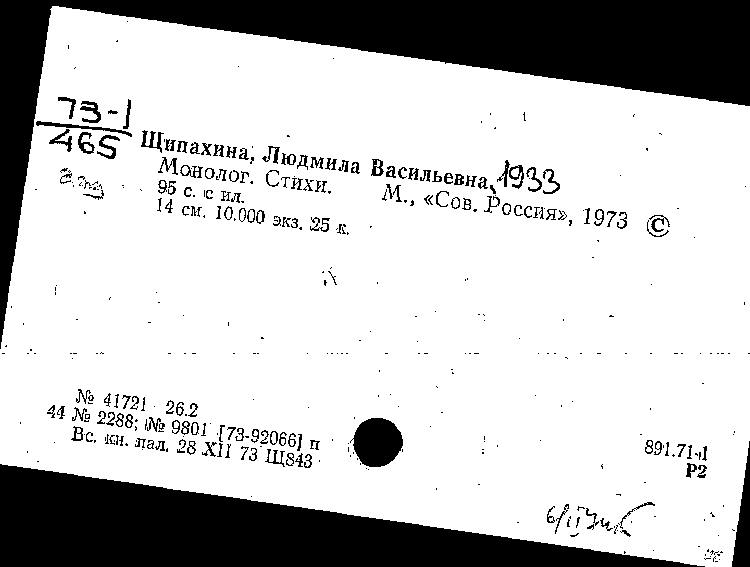 73-1
465
Щипахина, Людмила Васильевна, 1933
Монолог. Стихи. М., «Сов. Россия», 1973 ©
95 с. с ил.
14 см. 10.000 экз. 25 к.
№ 41721 26.2
44 № 2288; № 9801 [73-92066] п
Вс. кн. пал. 28 XII 73 Щ843
891.71-1
Р2